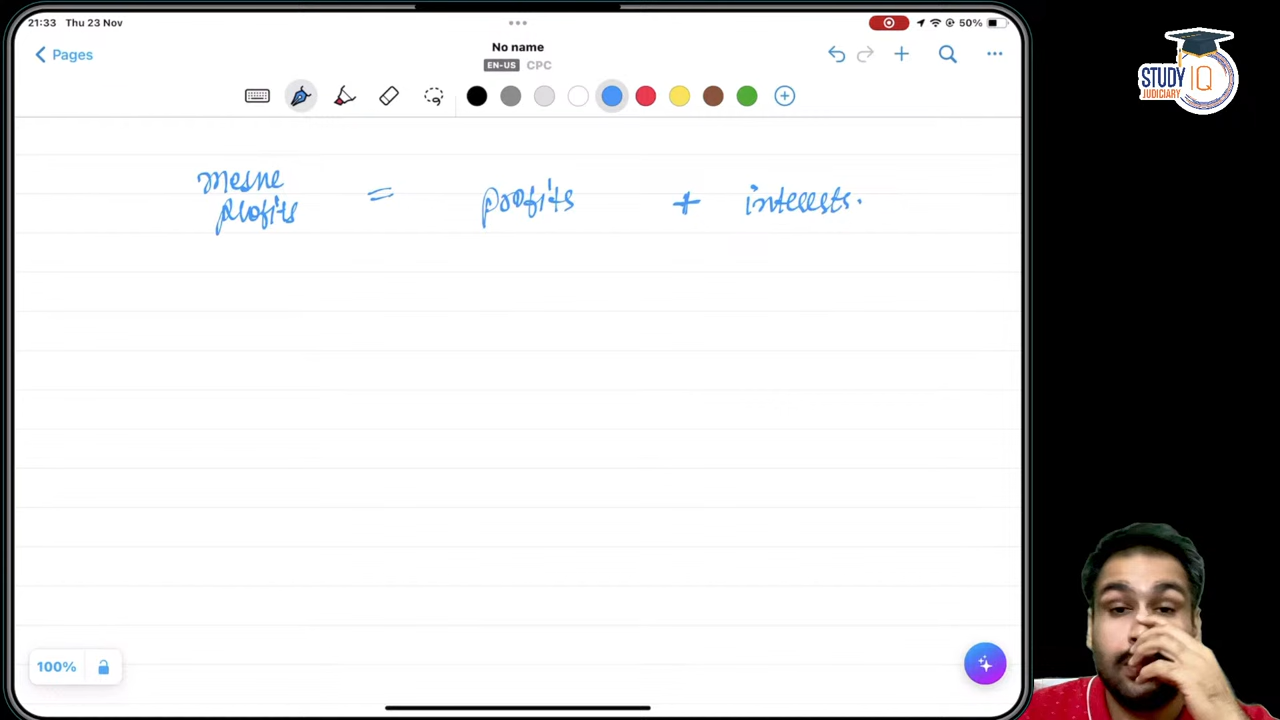 21:33 Thu 23 Nov
50%
Pages
No name
EN-US CPC
STUDY IQ
JUDICIARY
mesne
profits = profits + interests.
100%